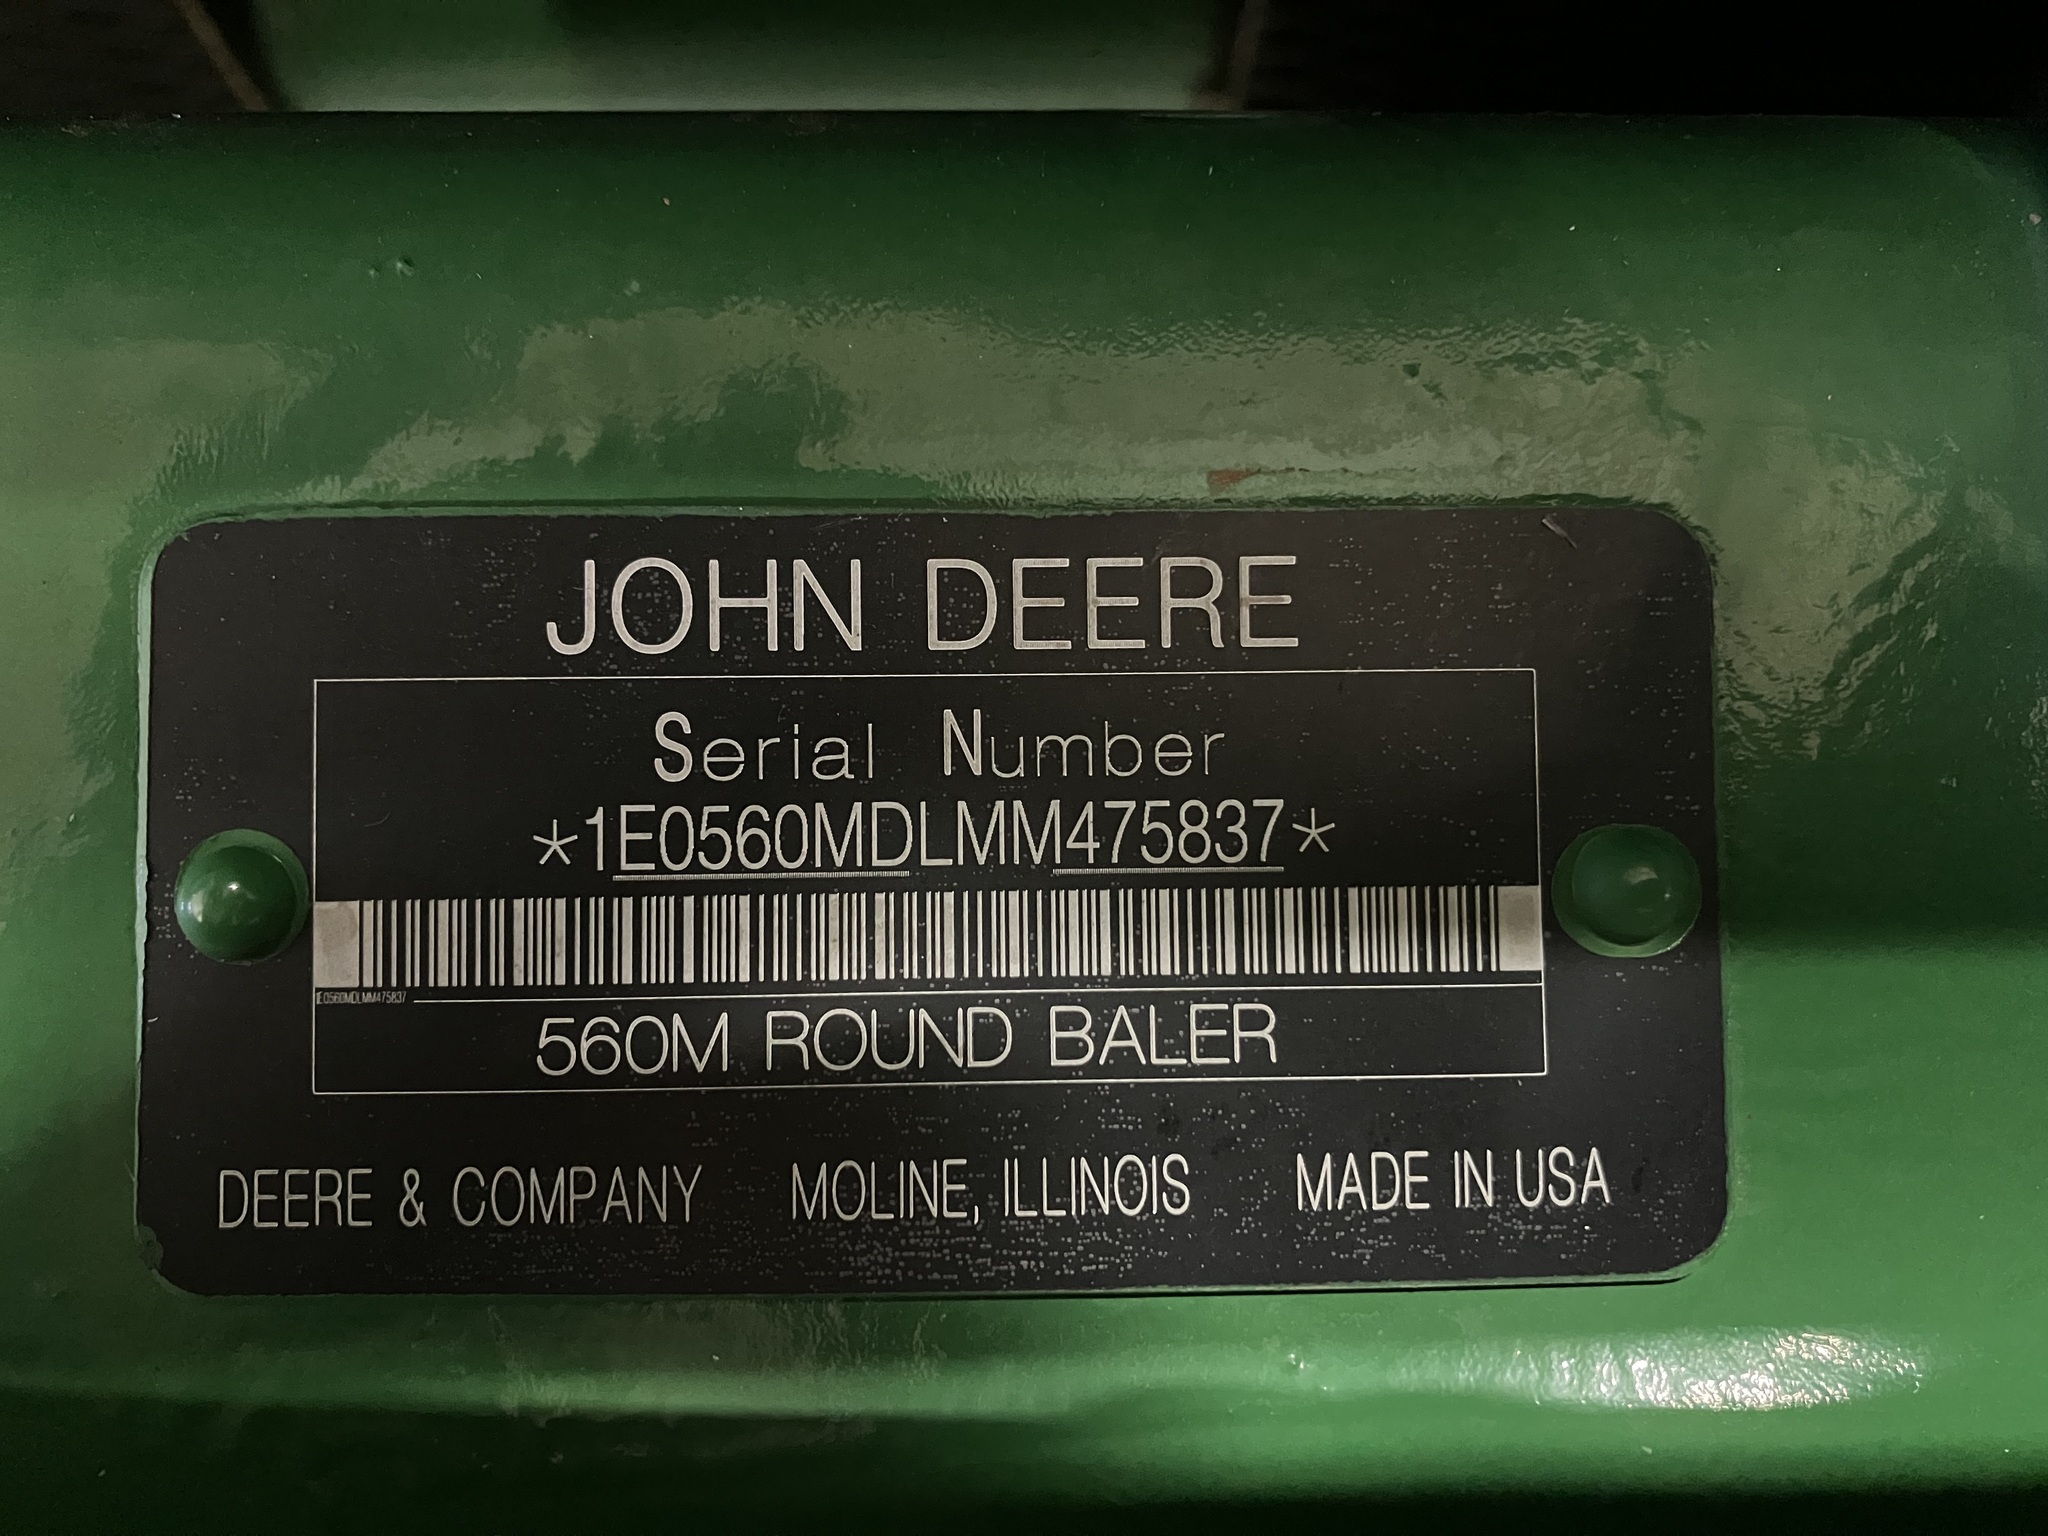 JOHN DEERE
Serial Number
*1E0560MDLMM475837*
1E0560MDLMM475837
560M ROUND BALER
DEERE & COMPANY MOLINE, ILLINOIS MADE IN USA